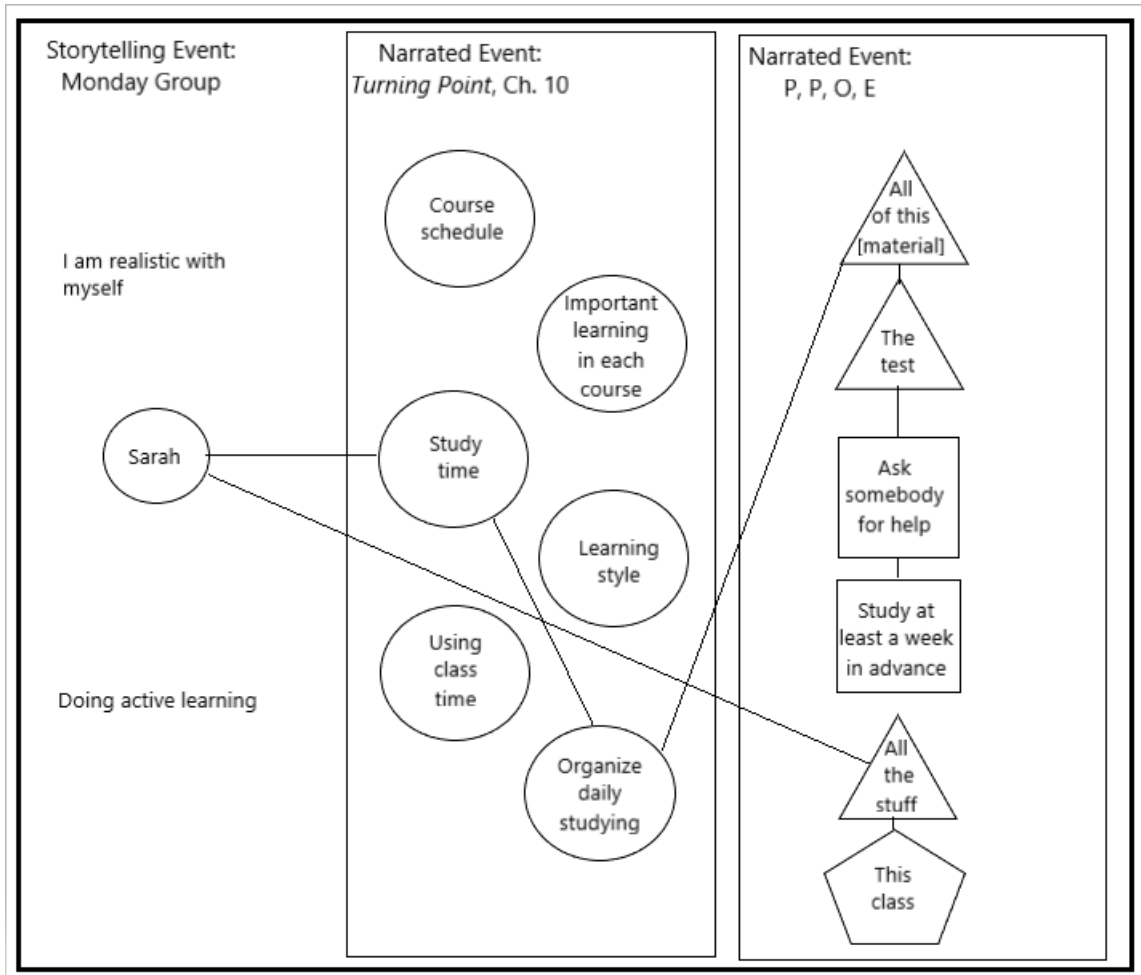 Storytelling Event:
Monday Group
I am realistic with
myself
Sarah
Doing active learning
Narrated Event:
Turning Point, Ch. 10
Course
schedule
Important
learning
in each
course
Study
time
Learning
style
Using
class
time
Organize
daily
studying
Narrated Event:
P, P, O, E
All
of this
[material]
The
test
Ask
somebody
for help
Study at
least a week
in advance
All
the
stuff
This
class